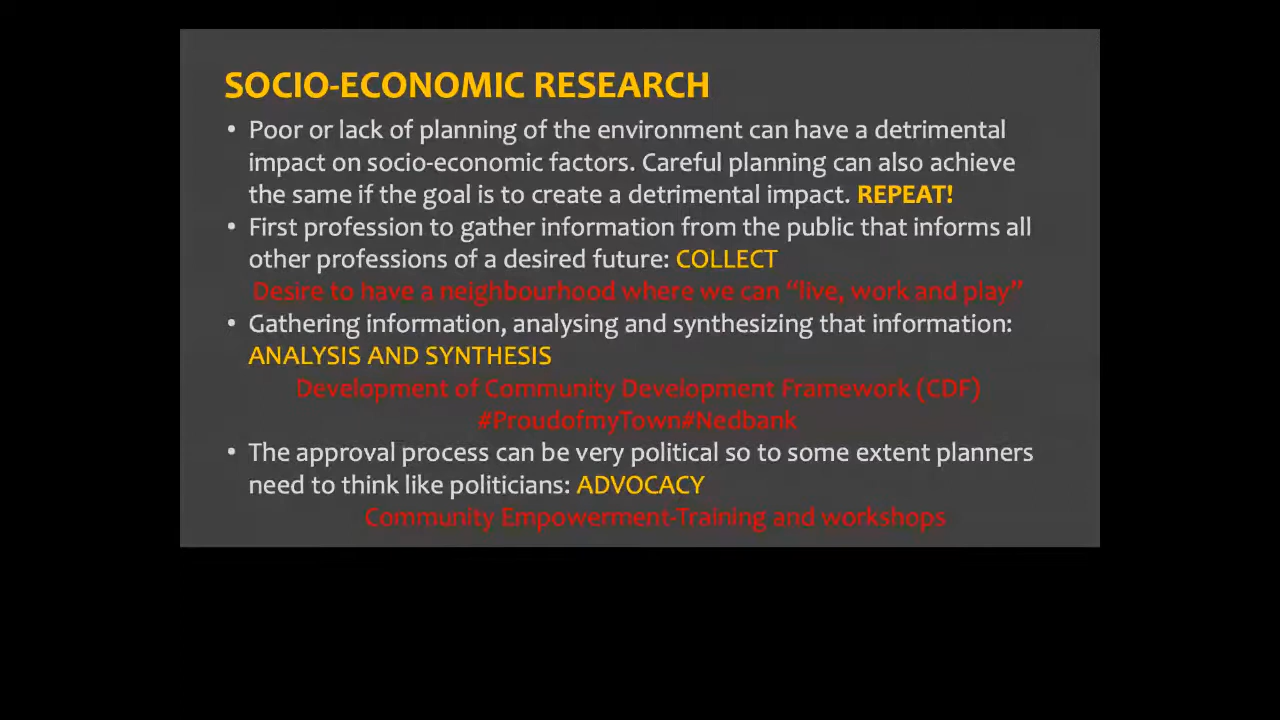 SOCIO-ECONOMIC RESEARCH
• Poor or lack of planning of the environment can have a detrimental
impact on socio-economic factors. Careful planning can also achieve
the same if the goal is to create a detrimental impact. REPEAT!
• First profession to gather information from the public that informs all
other professions of a desired future: COLLECT
Desire to have a neighbourhood where we can “live, work and play”
• Gathering information, analysing and synthesizing that information:
ANALYSIS AND SYNTHESIS
Development of Community Development Framework (CDF)
#ProudofmyTown#Nedbank
• The approval process can be very political so to some extent planners
need to think like politicians: ADVOCACY
Community Empowerment-Training and workshops